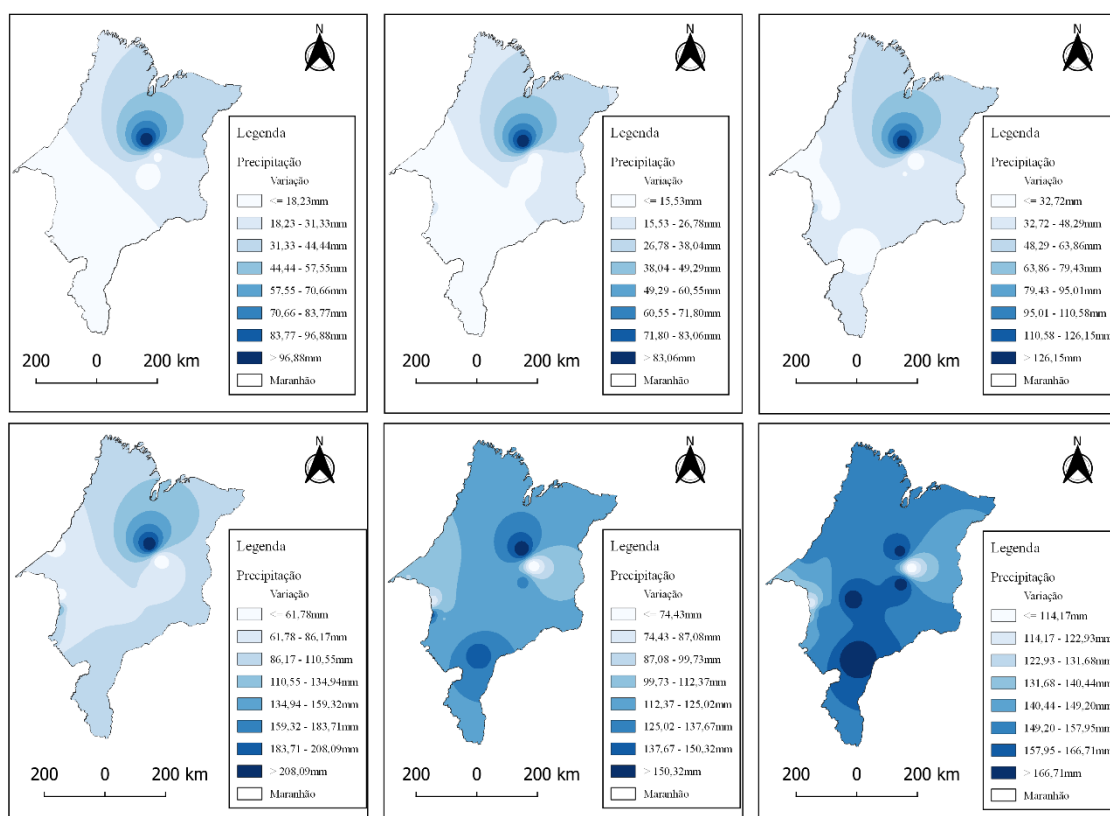 N
Legenda
Precipitação
Variação
<= 18,23mm
18,23 - 31,33mm
31,33 - 44,44mm
44,44 - 57,55mm
57,55 - 70,66mm
70,66 - 83,77mm
83,77 - 96,88mm
> 96,88mm
Maranhão
200 0 200 km
N
Legenda
Precipitação
Variação
<= 15,53mm
15,53 - 26,78mm
26,78 - 38,04mm
38,04 - 49,29mm
49,29 - 60,55mm
60,55 - 71,80mm
71,80 - 83,06mm
> 83,06mm
Maranhão
200 0 200 km
N
Legenda
Precipitação
Variação
<= 32,72mm
32,72 - 48,29mm
48,29 - 63,86mm
63,86 - 79,43mm
79,43 - 95,01mm
95,01 - 110,58mm
110,58 - 126,15mm
> 126,15mm
Maranhão
200 0 200 km
N
Legenda
Precipitação
Variação
<= 61,78mm
61,78 - 86,17mm
86,17 - 110,55mm
110,55 - 134,94mm
134,94 - 159,32mm
159,32 - 183,71mm
183,71 - 208,09mm
> 208,09mm
Maranhão
200 0 200 km
N
Legenda
Precipitação
Variação
<= 74,43mm
74,43 - 87,08mm
87,08 - 99,73mm
99,73 - 112,37mm
112,37 - 125,02mm
125,02 - 137,67mm
137,67 - 150,32mm
> 150,32mm
Maranhão
200 0 200 km
N
Legenda
Precipitação
Variação
<= 114,17mm
114,17 - 122,93mm
122,93 - 131,68mm
131,68 - 140,44mm
140,44 - 149,20mm
149,20 - 157,95mm
157,95 - 166,71mm
> 166,71mm
Maranhão
200 0 200 km